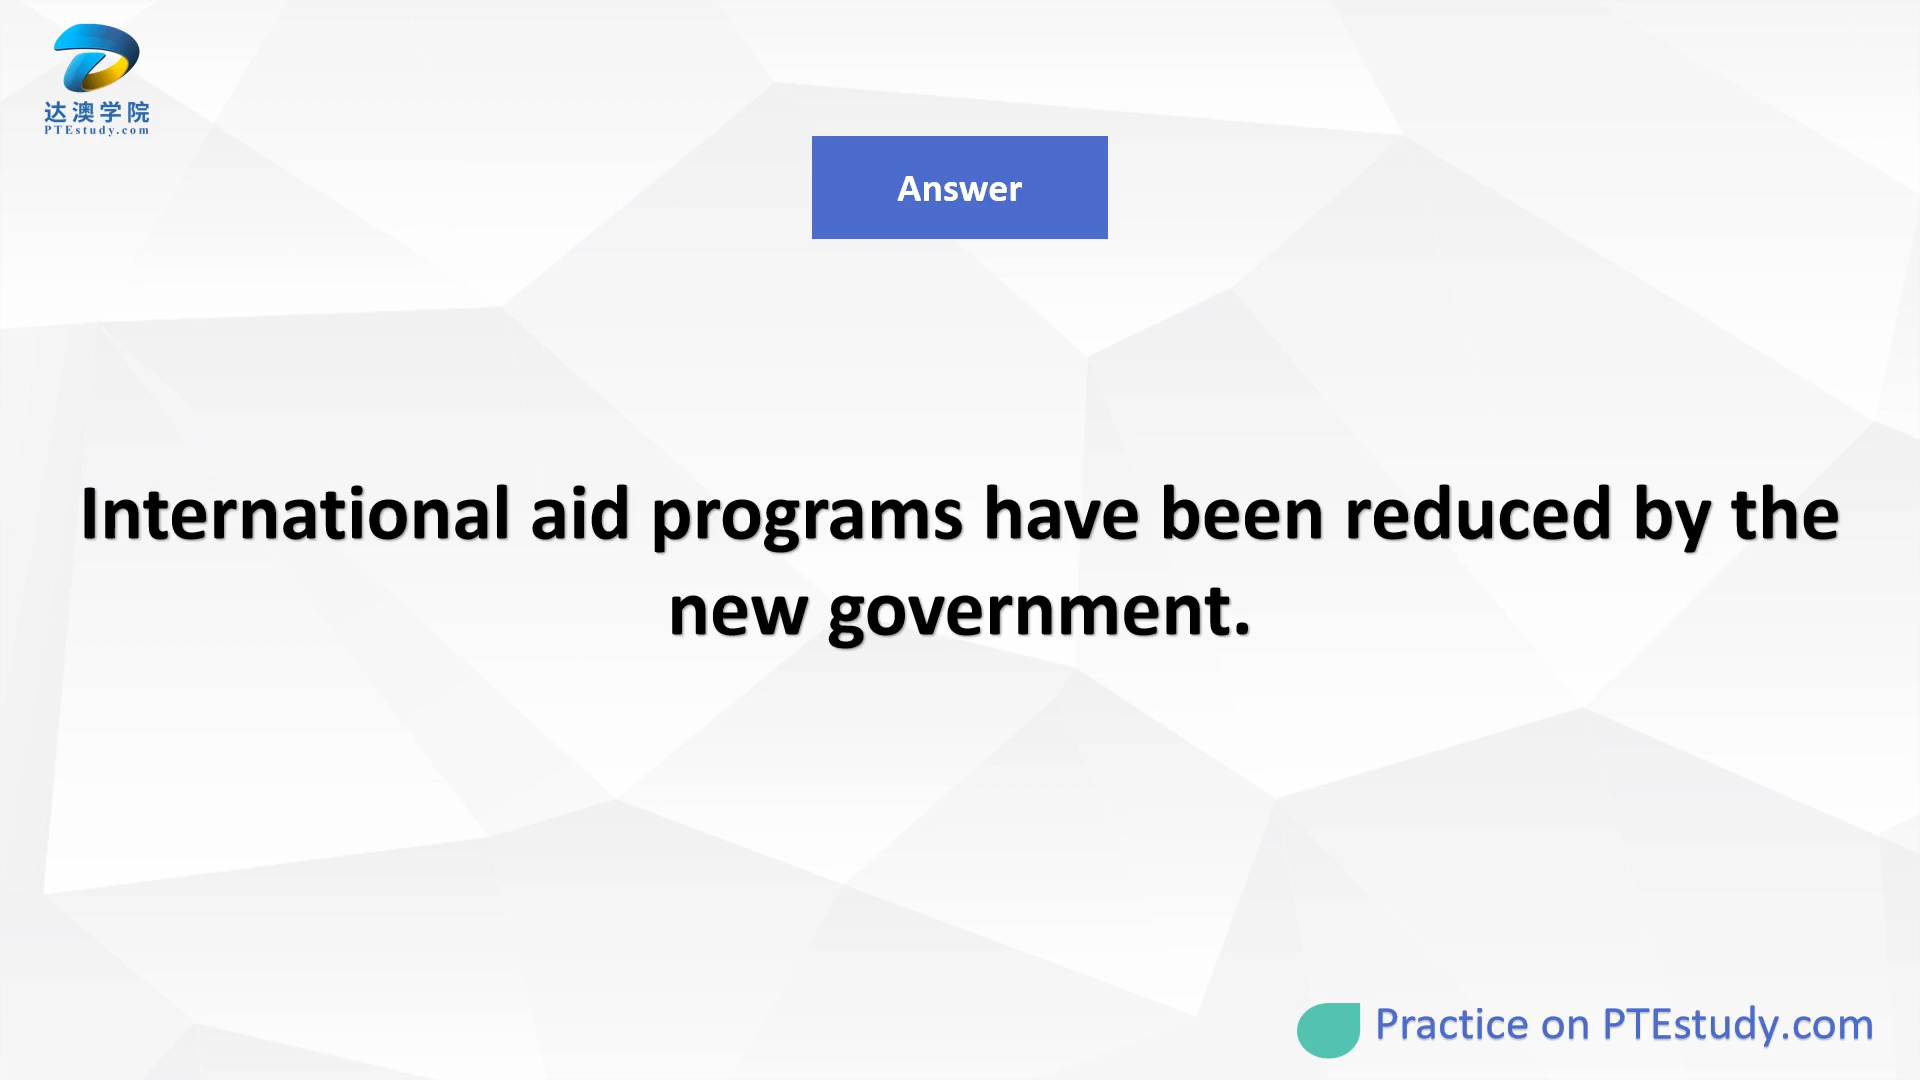 达澳学院
PTEstudy.com
Answer
International aid programs have been reduced by the
new government.
Practice on PTEstudy.com